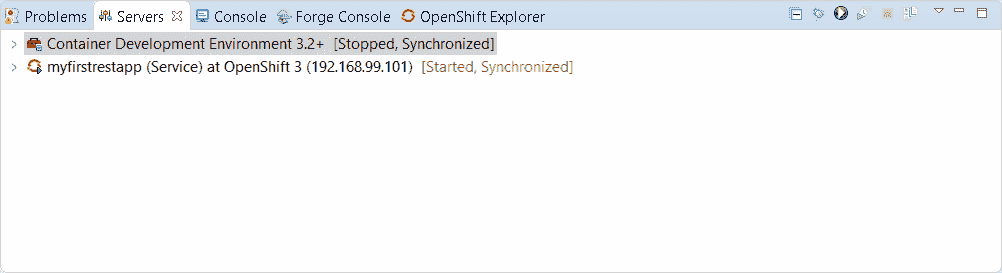 Problems Servers Console Forge Console OpenShift Explorer
Container Development Environment 3.2+ [Stopped, Synchronized]
myfirstrestapp (Service) at OpenShift 3 (192.168.99.101) [Started, Synchronized]